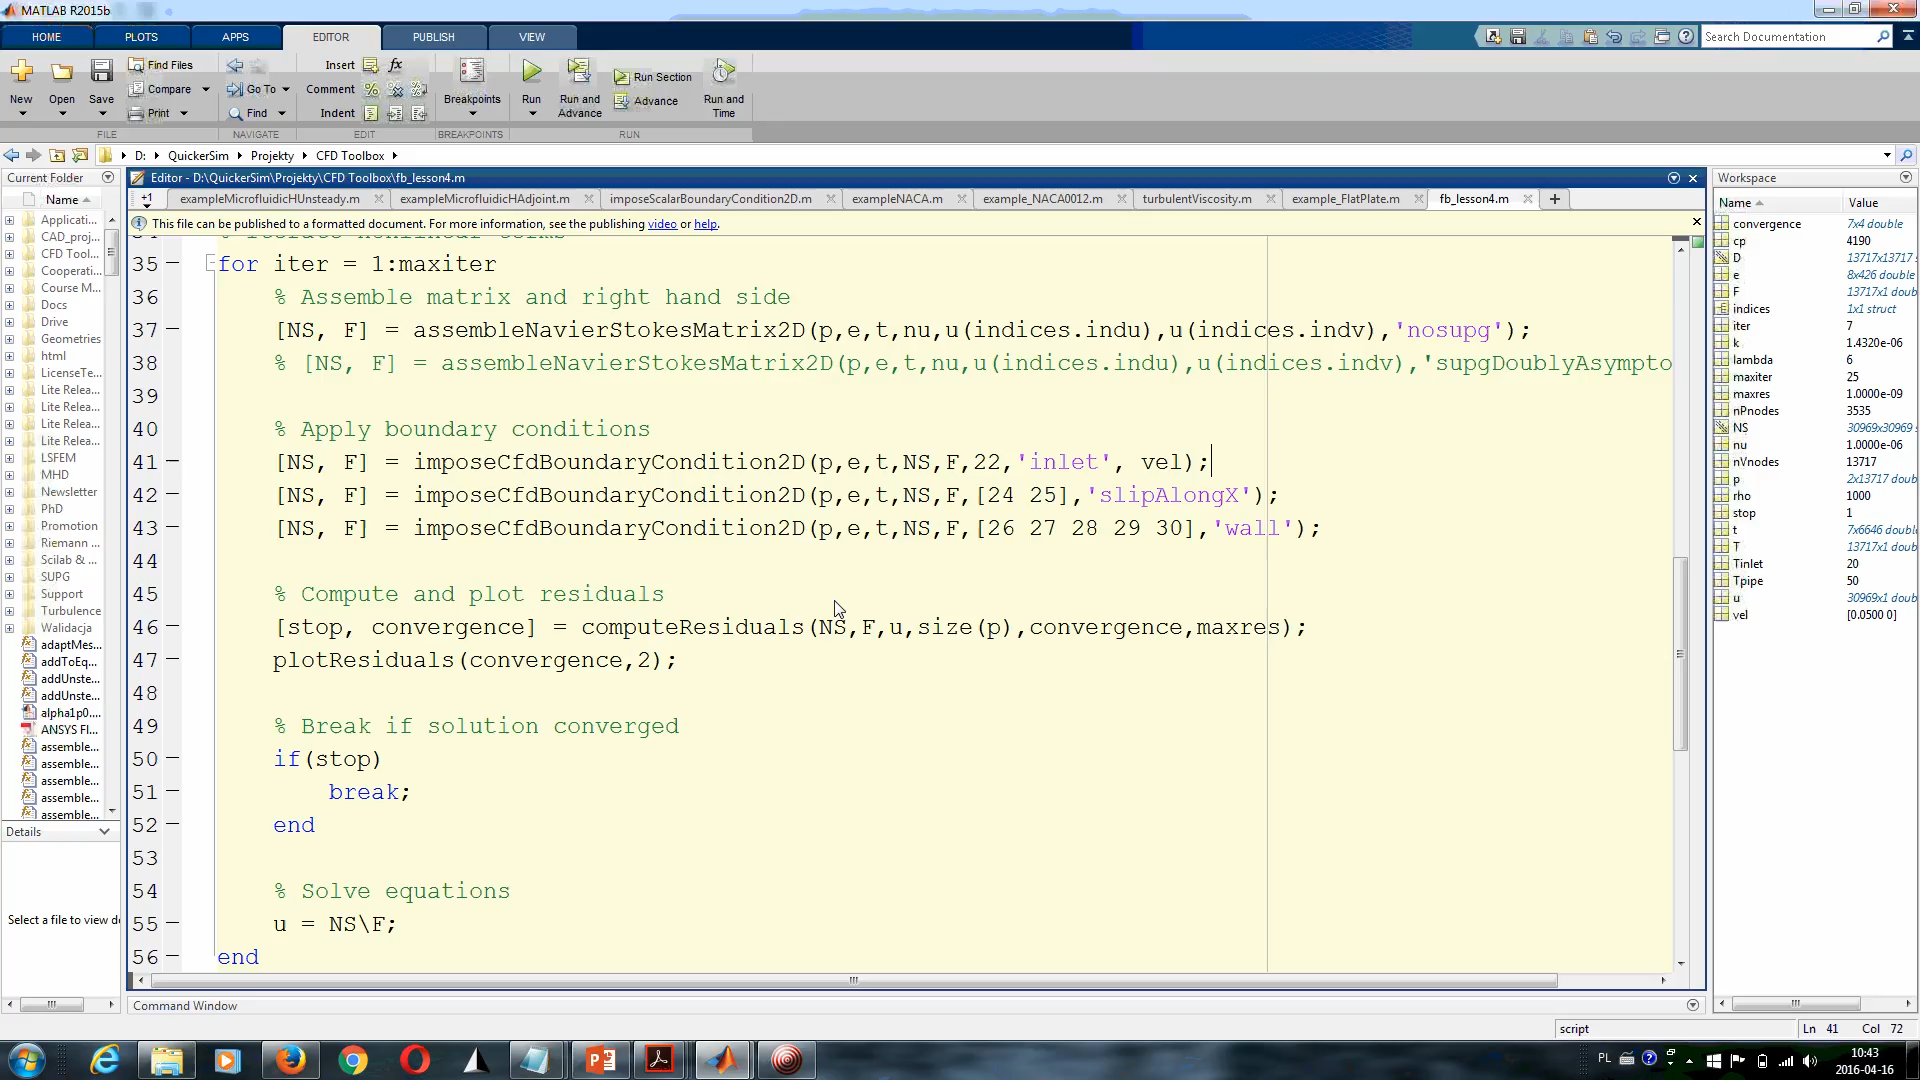 MATLAB R2015b
HOME PLOTS APPS EDITOR PUBLISH VIEW
Search Documentation
New Open Save Find Files Compare Print Go To Find Insert fx Comment Indent Breakpoints Run Run and Advance Run Section Advance Run and Time
FILE NAVIGATE EDIT BREAKPOINTS RUN
D: QuickerSim Projekty CFD Toolbox
Current Folder
Name
Applicati...
CAD_proj...
CFD Tool...
Cooperati...
Course M...
Docs
Drive
Geometries
html
LicenseTe...
Lite Relea...
Lite Relea...
Lite Relea...
Lite Relea...
LSFEM
MHD
Newsletter
PhD
Promotion
Riemann ...
Scilab & ...
SUPG
Support
Turbulence
Walidacja
adaptMes...
addToEq...
addUnste...
addUnste...
alpha1p0....
ANSYS Fl...
assemble...
assemble...
assemble...
assemble...
assemble...
Details
Select a file to view de
Editor - D:\QuickerSim\Projekty\CFD Toolbox\fb_lesson4.m
+1 exampleMicrofluidicHUnsteady.m exampleMicrofluidicHAdjoint.m imposeScalarBoundaryCondition2D.m exampleNACA.m example_NACA0012.m turbulentViscosity.m example_FlatPlate.m fb_lesson4.m
This file can be published to a formatted document. For more information, see the publishing video or help.
35 for iter = 1:maxiter
36 % Assemble matrix and right hand side
37 [NS, F] = assembleNavierStokesMatrix2D(p,e,t,nu,u(indices.indu),u(indices.indv),'nosupg');
38 % [NS, F] = assembleNavierStokesMatrix2D(p,e,t,nu,u(indices.indu),u(indices.indv),'supgDoublyAsympto
39
40 % Apply boundary conditions
41 [NS, F] = imposeCfdBoundaryCondition2D(p,e,t,NS,F,22,'inlet', vel);
42 [NS, F] = imposeCfdBoundaryCondition2D(p,e,t,NS,F,[24 25],'slipAlongX');
43 [NS, F] = imposeCfdBoundaryCondition2D(p,e,t,NS,F,[26 27 28 29 30],'wall');
44
45 % Compute and plot residuals
46 [stop, convergence] = computeResiduals(NS,F,u,size(p),convergence,maxres);
47 plotResiduals(convergence,2);
48
49 % Break if solution converged
50 if(stop)
51 break;
52 end
53
54 % Solve equations
55 u = NS\F;
56 end
Command Window
Workspace
Name Value
convergence 7x4 double
cp 4190
D 13717x13717 s
e 8x426 double
F 13717x1 doub
indices 1x1 struct
iter 7
k 1.4320e-06
lambda 6
maxiter 25
maxres 1.0000e-09
nPnodes 3535
NS 30969x30969 s
nu 1.0000e-06
nVnodes 13717
p 2x13717 doubl
rho 1000
stop 1
t 7x6646 double
T 13717x1 doub
Tinlet 20
Tpipe 50
u 30969x1 doub
vel [0.0500 0]
script Ln 41 Col 72
PL 10:43
2016-04-16